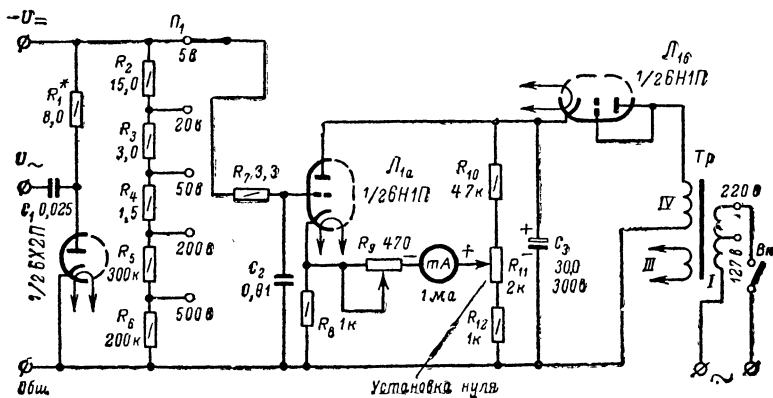 −U=
П₁
5в
R₁*
8,0
R₂
15,0
20в
R₃
3,0
50в
R₄
1,5
200в
R₅
300к
500в
R₆
200к
U~
C₁ 0,025
1/2 6Х2П
Общ.
R₇ 3,3
C₂
0,01
Л₁ₐ
1/2 6Н1П
R₈ 1к
R₉ 470
−
mA
+
1 ма
R₁₀
47к
R₁₁
2к
R₁₂
1к
Установка нуля
+
−
C₃
30,0
300в
Л₁б
1/2 6Н1П
Тр
IV
III
I
220в
127в
Вк
~